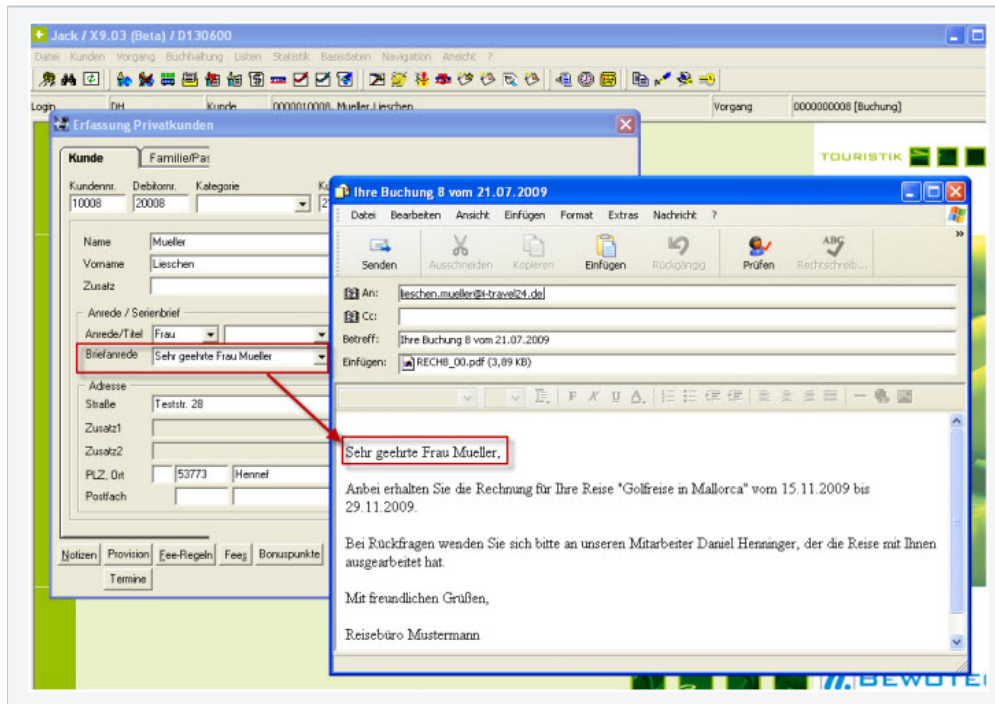 Jack / X9.03 (Beta) / D130600
Datei Kunden Vorgang Buchhaltung Listen Statistik Basisdaten Navigation Ansicht ?
Login DH Kunde 0000010008, Mueller,Lieschen Vorgang 0000000008 [Buchung]
Erfassung Privatkunden
TOURISTIK
Kunde Familie/Pa
Kundennr. Debitornr. Kategorie
10008 20008
Name Mueller
Vorname Lieschen
Zusatz
Anrede / Serienbrief
Anrede/Titel Frau
Briefanrede Sehr geehrte Frau Mueller
Adresse
Straße Teststr. 28
Zusatz1
Zusatz2
PLZ, Ort 53773 Hennef
Postfach
Notizen Provision Fee-Regeln Fees Bonuspunkte
Termine
Ihre Buchung 8 vom 21.07.2009
Datei Bearbeiten Ansicht Einfügen Format Extras Nachricht ?
Senden Ausschneiden Kopieren Einfügen Rückgängig Prüfen Rechtschreib...
An: lieschen.mueller@i-travel24.de
Cc:
Betreff: Ihre Buchung 8 vom 21.07.2009
Einfügen: RECH8_00.pdf (3,89 KB)
F K U A
Sehr geehrte Frau Mueller,
Anbei erhalten Sie die Rechnung für Ihre Reise "Golfreise in Mallorca" vom 15.11.2009 bis
29.11.2009.
Bei Rückfragen wenden Sie sich bitte an unseren Mitarbeiter Daniel Henninger, der die Reise mit Ihnen
ausgearbeitet hat.
Mit freundlichen Grüßen,
Reisebüro Mustermann
BEWOTE